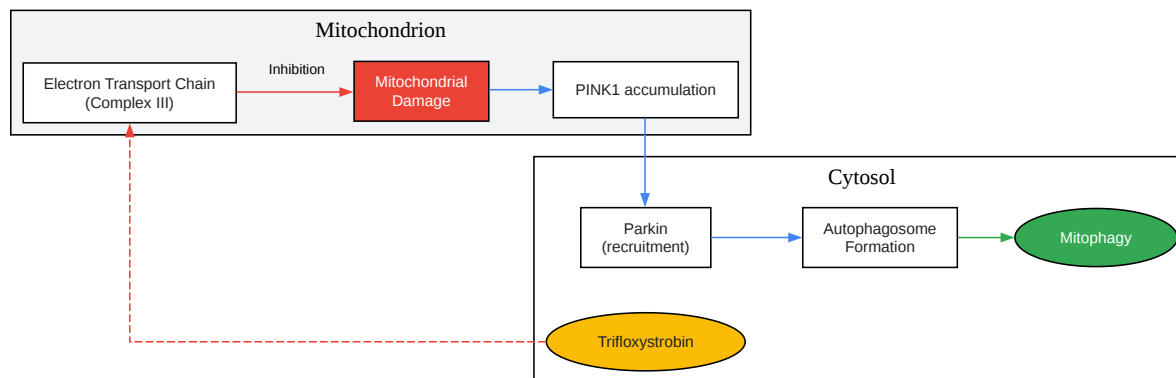 Mitochondrion
Electron Transport Chain
(Complex III)
Inhibition
Mitochondrial
Damage
PINK1 accumulation
Cytosol
Parkin
(recruitment)
Autophagosome
Formation
Mitophagy
Trifloxystrobin